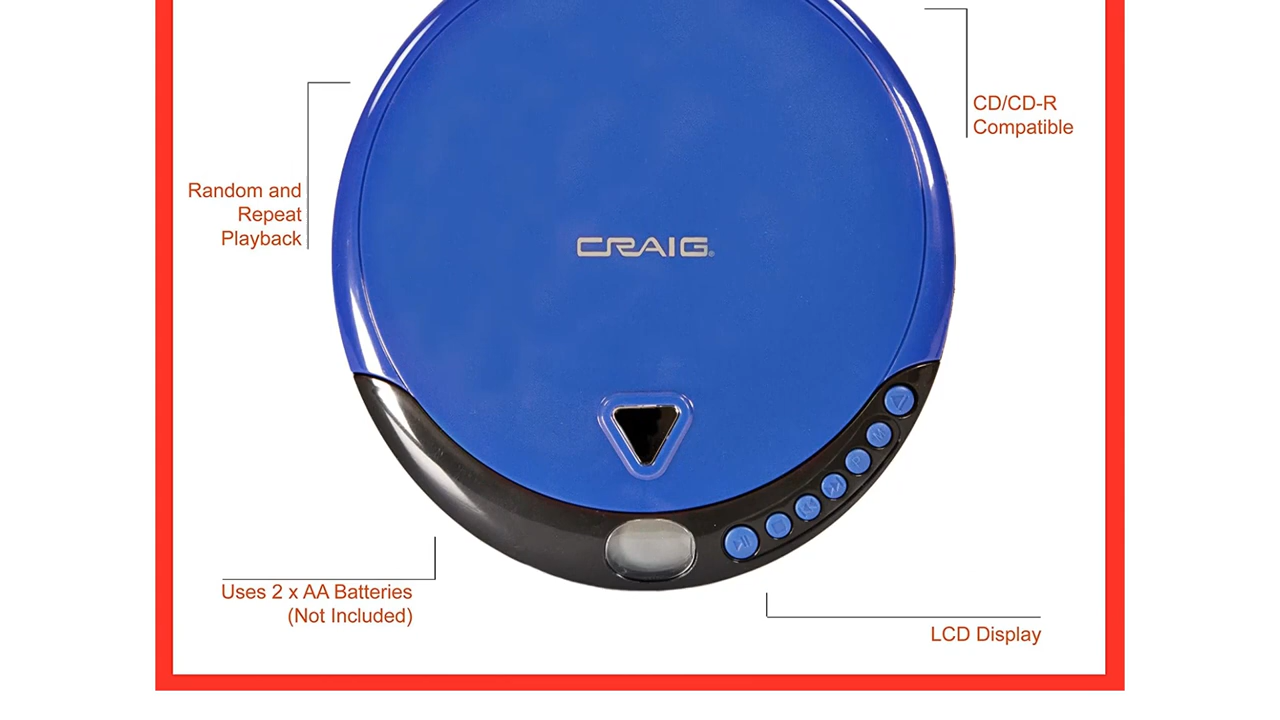 CD/CD-R
Compatible
Random and
Repeat
Playback
CRAIG
Uses 2 x AA Batteries
(Not Included)
LCD Display